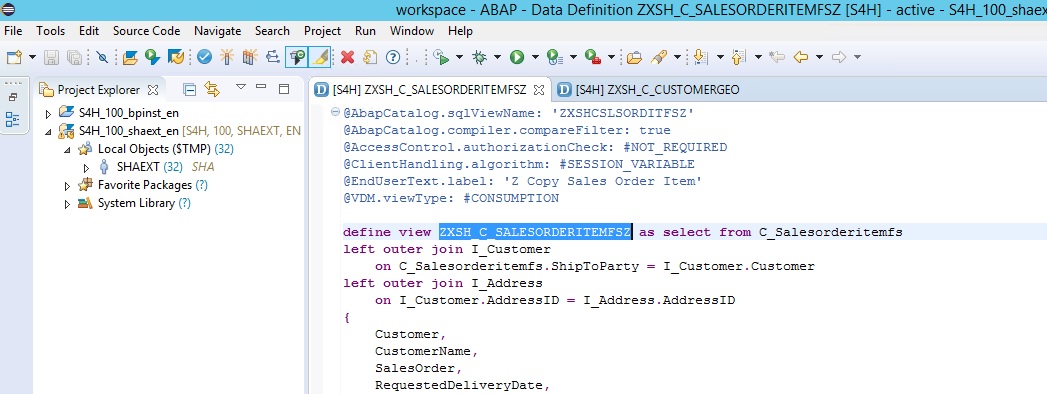 workspace - ABAP - Data Definition ZXSH_C_SALESORDERITEMFSZ [S4H] - active - S4H_100_shaex
File Tools Edit Source Code Navigate Search Project Run Window Help
Project Explorer
[S4H] ZXSH_C_SALESORDERITEMFSZ
[S4H] ZXSH_C_CUSTOMERGEO
S4H_100_bpinst_en
S4H_100_shaext_en [S4H, 100, SHAEXT, EN
Local Objects ($TMP) (32)
SHAEXT (32) SHA
Favorite Packages (?)
System Library (?)
@AbapCatalog.sqlViewName: 'ZXSHCSLSORDITFSZ'
@AbapCatalog.compiler.compareFilter: true
@AccessControl.authorizationCheck: #NOT_REQUIRED
@ClientHandling.algorithm: #SESSION_VARIABLE
@EndUserText.label: 'Z Copy Sales Order Item'
@VDM.viewType: #CONSUMPTION
define view ZXSH_C_SALESORDERITEMFSZ as select from C_Salesorderitemfs
left outer join I_Customer
on C_Salesorderitemfs.ShipToParty = I_Customer.Customer
left outer join I_Address
on I_Customer.AddressID = I_Address.AddressID
{
Customer,
CustomerName,
SalesOrder,
RequestedDeliveryDate,